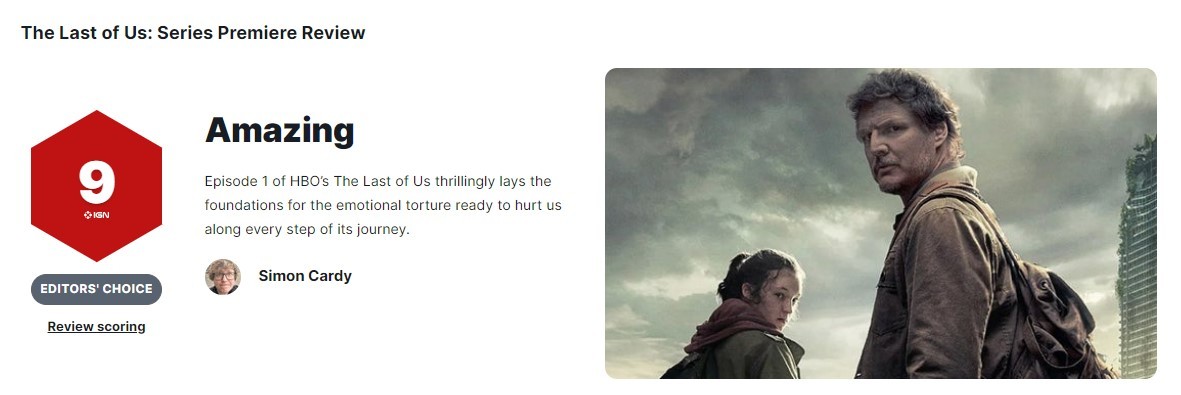 The Last of Us: Series Premiere Review
9
IGN
EDITORS' CHOICE
Review scoring
Amazing
Episode 1 of HBO’s The Last of Us thrillingly lays the
foundations for the emotional torture ready to hurt us
along every step of its journey.
Simon Cardy